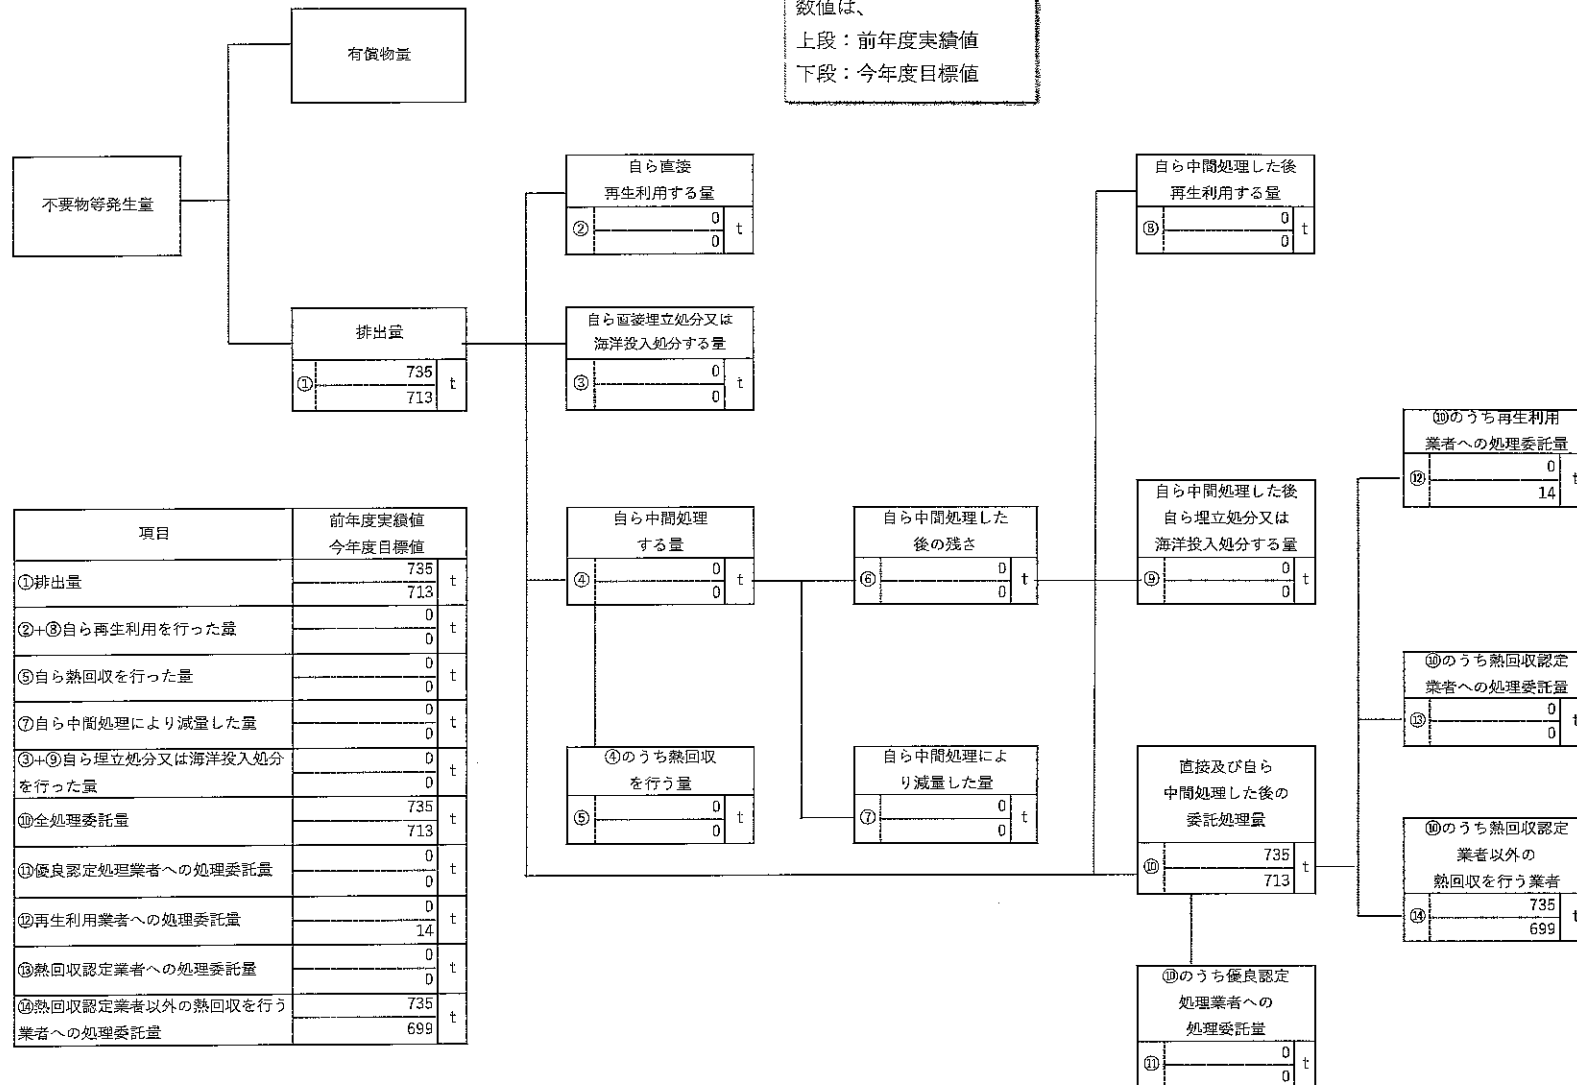 数値は、
上段：前年度実績値
下段：今年度目標値
有償物量
不要物等発生量
排出量
① 735 t
713
自ら直接
再生利用する量
② 0 t
0
自ら直接埋立処分又は
海洋投入処分する量
③ 0 t
0
自ら中間処理
する量
④ 0 t
0
④のうち熱回収
を行う量
⑤ 0 t
0
自ら中間処理した
後の残さ
⑥ 0 t
0
自ら中間処理によ
り減量した量
⑦ 0 t
0
自ら中間処理した後
再生利用する量
⑧ 0 t
0
自ら中間処理した後
自ら埋立処分又は
海洋投入処分する量
⑨ 0 t
0
直接及び自ら
中間処理した後の
委託処理量
⑩ 735 t
713
⑩のうち優良認定
処理業者への
処理委託量
⑪ 0 t
0
⑩のうち再生利用
業者への処理委託量
⑫ 0 t
14
⑩のうち熱回収認定
業者への処理委託量
⑬ 0 t
0
⑩のうち熱回収認定
業者以外の
熱回収を行う業者
⑭ 735 t
699
項目 前年度実績値
今年度目標値
①排出量 735 t
713
②+⑧自ら再生利用を行った量 0 t
0
⑤自ら熱回収を行った量 0 t
0
⑦自ら中間処理により減量した量 0 t
0
③+⑨自ら埋立処分又は海洋投入処分 0 t
を行った量 0
⑩全処理委託量 735 t
713
⑪優良認定処理業者への処理委託量 0 t
0
⑫再生利用業者への処理委託量 0 t
14
⑬熱回収認定業者への処理委託量 0 t
0
⑭熱回収認定業者以外の熱回収を行う 735 t
業者への処理委託量 699